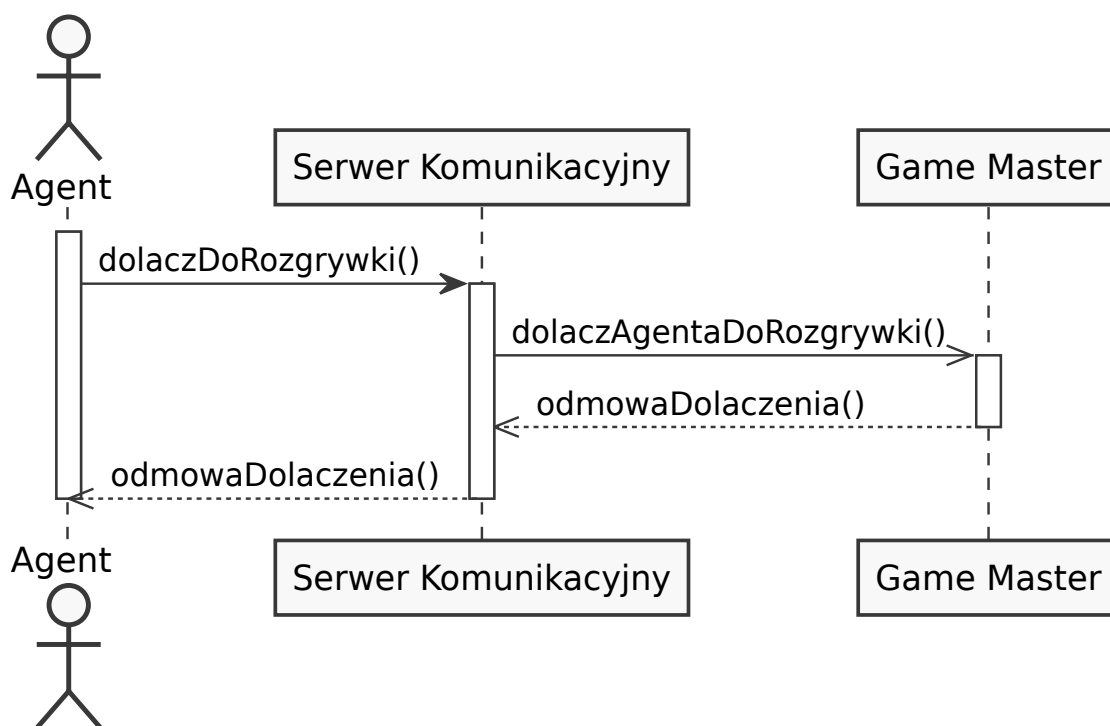 Agent
Serwer Komunikacyjny
Game Master
dolaczDoRozgrywki()
dolaczAgentaDoRozgrywki()
odmowaDolaczenia()
odmowaDolaczenia()
Agent
Serwer Komunikacyjny
Game Master